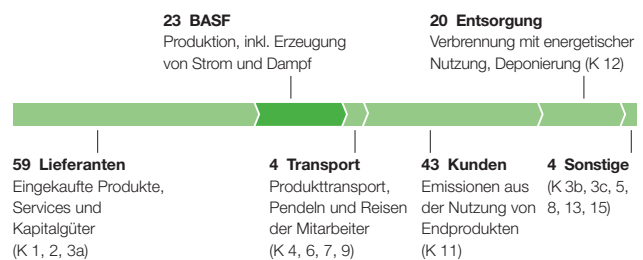 23 BASF
Produktion, inkl. Erzeugung
von Strom und Dampf
20 Entsorgung
Verbrennung mit energetischer
Nutzung, Deponierung (K 12)
59 Lieferanten
Eingekaufte Produkte,
Services und
Kapitalgüter
(K 1, 2, 3a)
4 Transport
Produkttransport,
Pendeln und Reisen
der Mitarbeiter
(K 4, 6, 7, 9)
43 Kunden
Emissionen aus
der Nutzung von
Endprodukten
(K 11)
4 Sonstige
(K 3b, 3c, 5,
8, 13, 15)